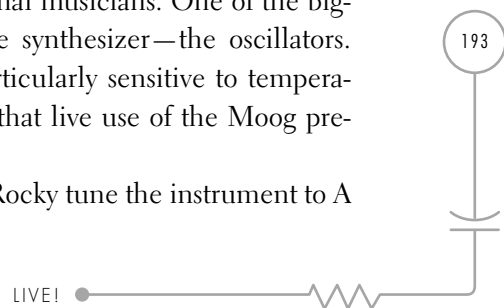 nal musicians. One of the big-
e synthesizer—the oscillators.
rticularly sensitive to tempera-
that live use of the Moog pre-
Rocky tune the instrument to A
193
LIVE!